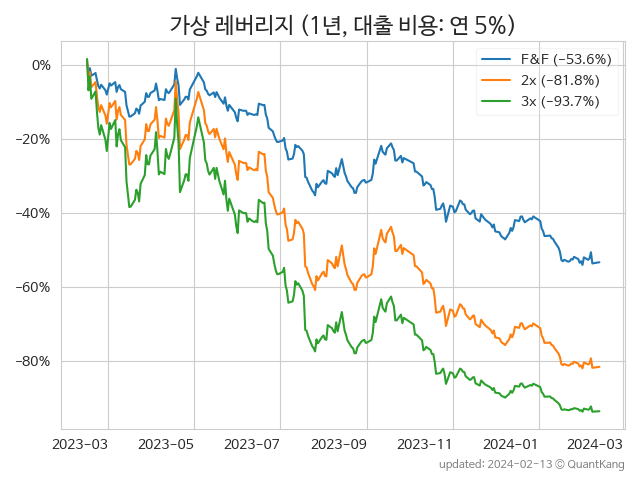 가상 레버리지 (1년, 대출 비용: 연 5%)
F&F (−53.6%)
2x (−81.8%)
3x (−93.7%)
0%
−20%
−40%
−60%
−80%
2023-03 2023-05 2023-07 2023-09 2023-11 2024-01 2024-03
updated: 2024-02-13 © QuantKang